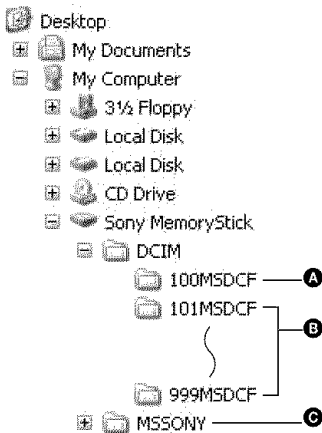 Desktop
My Documents
My Computer
3½ Floppy
Local Disk
Local Disk
CD Drive
Sony MemoryStick
DCIM
100MSDCF A
101MSDCF
B
999MSDCF
MSSONY C